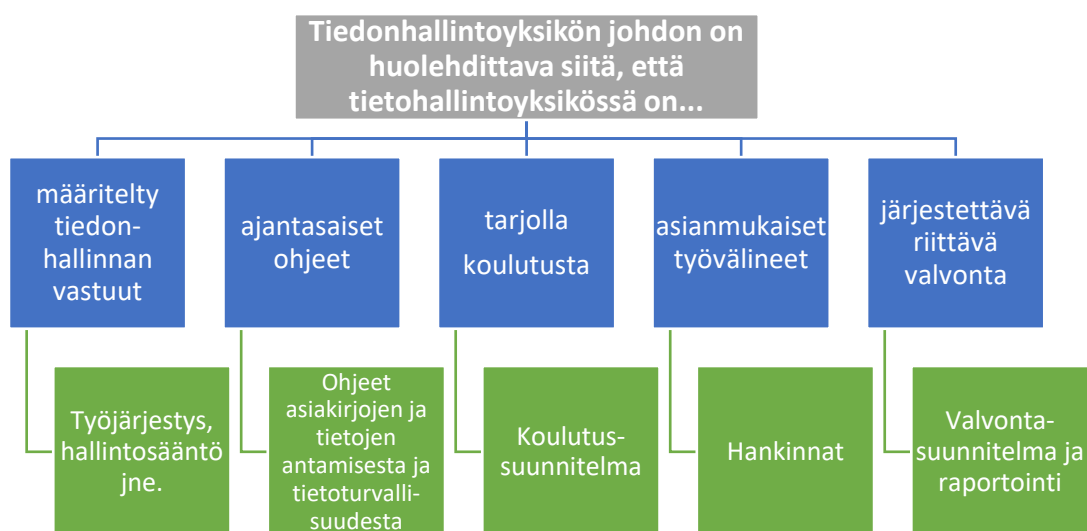 Tiedonhallintoyksikön johdon on
huolehdittava siitä, että
tietohallintoyksikössä on...
määritelty
tiedon-
hallinnan
vastuut
ajantasaiset
ohjeet
tarjolla
koulutusta
asianmukaiset
työvälineet
järjestettävä
riittävä
valvonta
Työjärjestys,
hallintosääntö
jne.
Ohjeet
asiakirjojen ja
tietojen
antamisesta ja
tietoturvalli-
suudesta
Koulutus-
suunnitelma
Hankinnat
Valvonta-
suunnitelma ja
raportointi